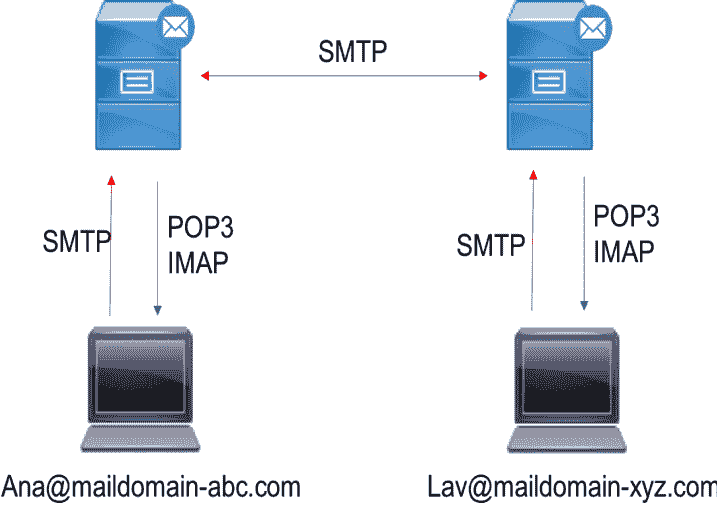 SMTP
SMTP
POP3
IMAP
SMTP
POP3
IMAP
Ana@maildomain-abc.com
Lav@maildomain-xyz.com